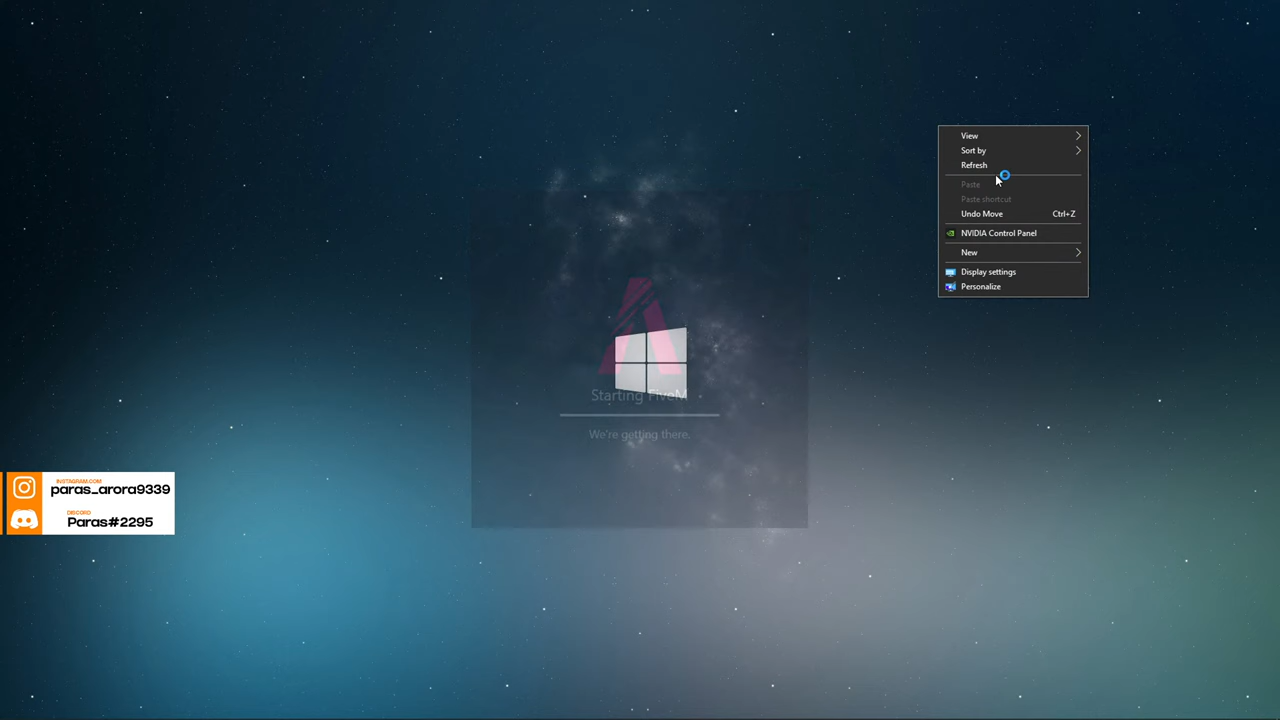 View
Sort by
Refresh
Paste
Paste shortcut
Undo Move Ctrl+Z
NVIDIA Control Panel
New
Display settings
Personalize
Starting FiveM
We're getting there.
INSTAGRAM.COM
paras_arora9339
DISCORD
Paras#2295